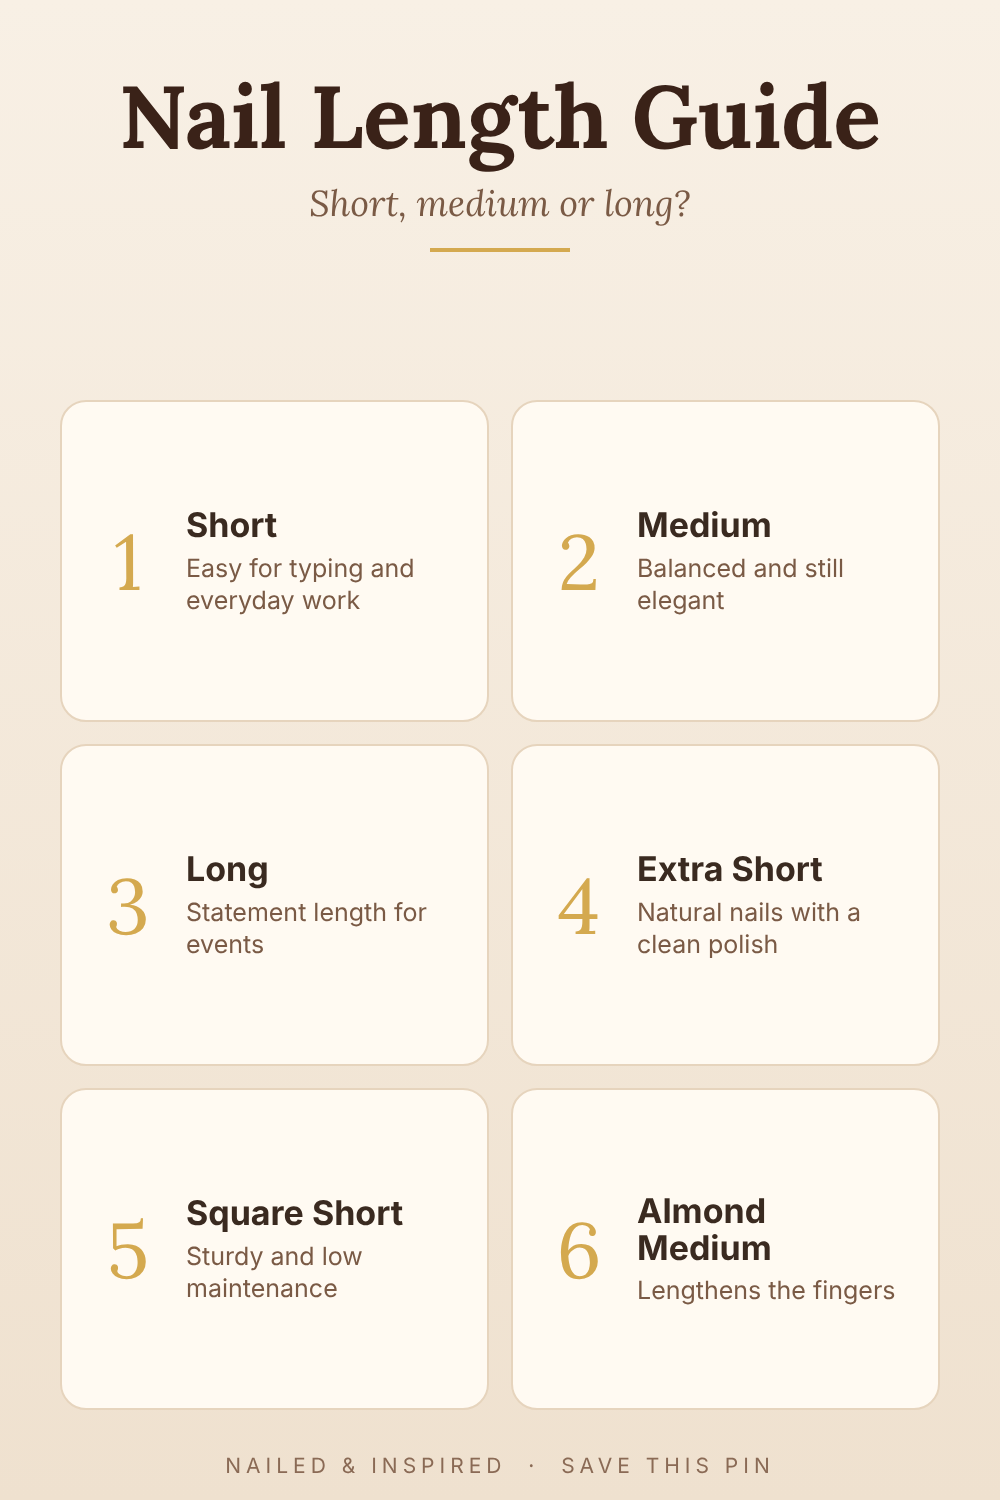 Nail Length Guide
Short, medium or long?
1
Short
Easy for typing and
everyday work
2
Medium
Balanced and still
elegant
3
Long
Statement length for
events
4
Extra Short
Natural nails with a
clean polish
5
Square Short
Sturdy and low
maintenance
6
Almond
Medium
Lengthens the fingers
NAILED & INSPIRED · SAVE THIS PIN